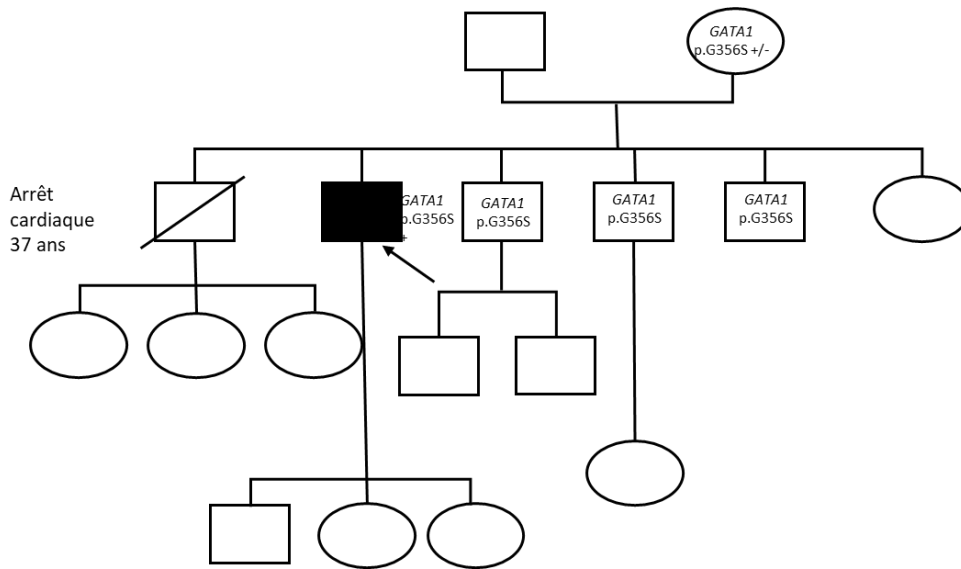 GATA1
p.G356S +/-
Arrêt
cardiaque
37 ans
GATA1
p.G356S
+
GATA1
p.G356S
GATA1
p.G356S
GATA1
p.G356S